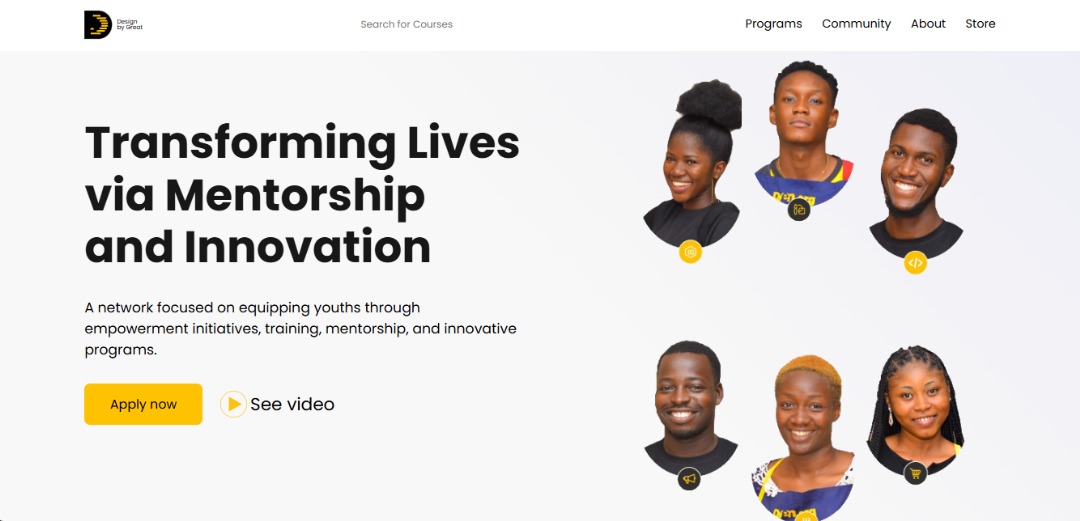 Design
by Great
Search for Courses
Programs
Community
About
Store
Transforming Lives
via Mentorship
and Innovation
A network focused on equipping youths through
empowerment initiatives, training, mentorship, and innovative
programs.
Apply now
See video